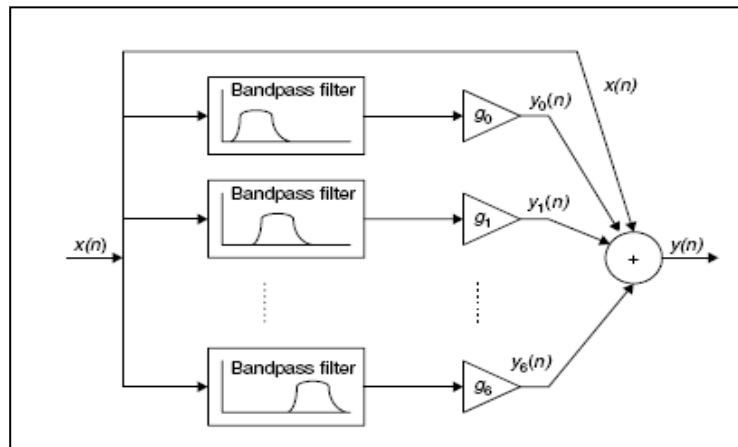 Bandpass filter
g₀
y₀(n)
x(n)
Bandpass filter
g₁
y₁(n)
x(n)
+
y(n)
Bandpass filter
g₆
y₆(n)